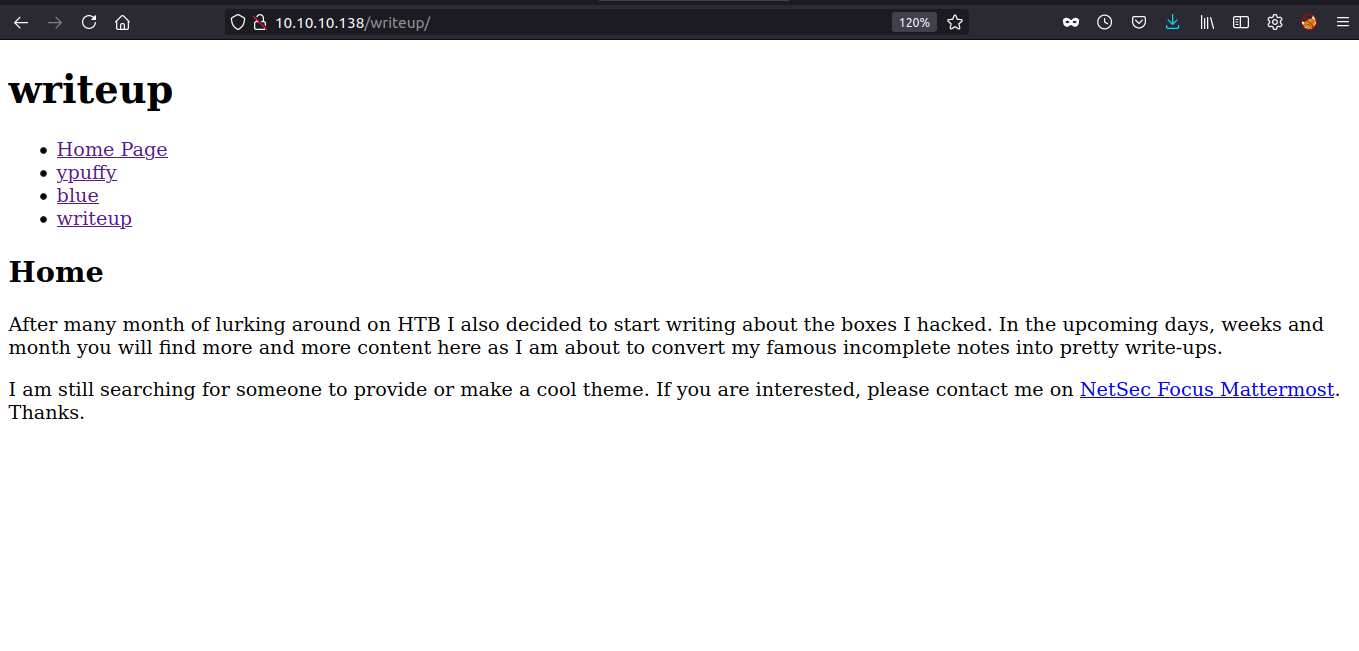 10.10.10.138/writeup/
120%
writeup
Home Page
ypuffy
blue
writeup
Home
After many month of lurking around on HTB I also decided to start writing about the boxes I hacked. In the upcoming days, weeks and
month you will find more and more content here as I am about to convert my famous incomplete notes into pretty write-ups.
I am still searching for someone to provide or make a cool theme. If you are interested, please contact me on NetSec Focus Mattermost.
Thanks.